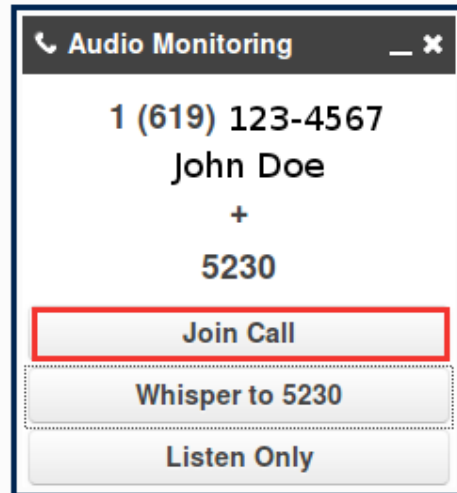 Audio Monitoring
1 (619) 123-4567
John Doe
+
5230
Join Call
Whisper to 5230
Listen Only